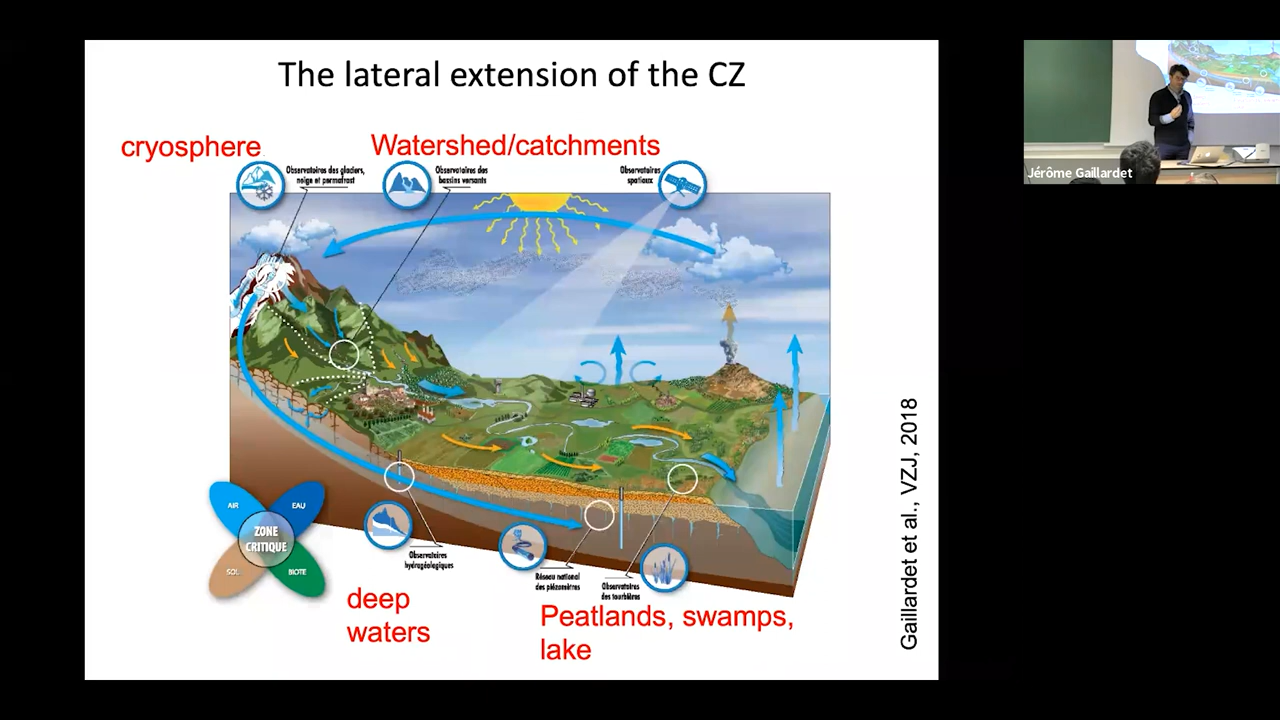 The lateral extension of the CZ
cryosphere
Watershed/catchments
Observatoires des glaciers,
neige et permafrost
Observatoires des
bassins versants
Observatoires
spatiaux
Jérôme Gaillardet
Gaillardet et al., VZJ, 2018
AIR
EAU
ZONE
CRITIQUE
SOL
BIOTE
Observatoires
hydrogéologiques
Réseau national
des piézomètres
Observatoires
des tourbières
deep
waters
Peatlands, swamps,
lake